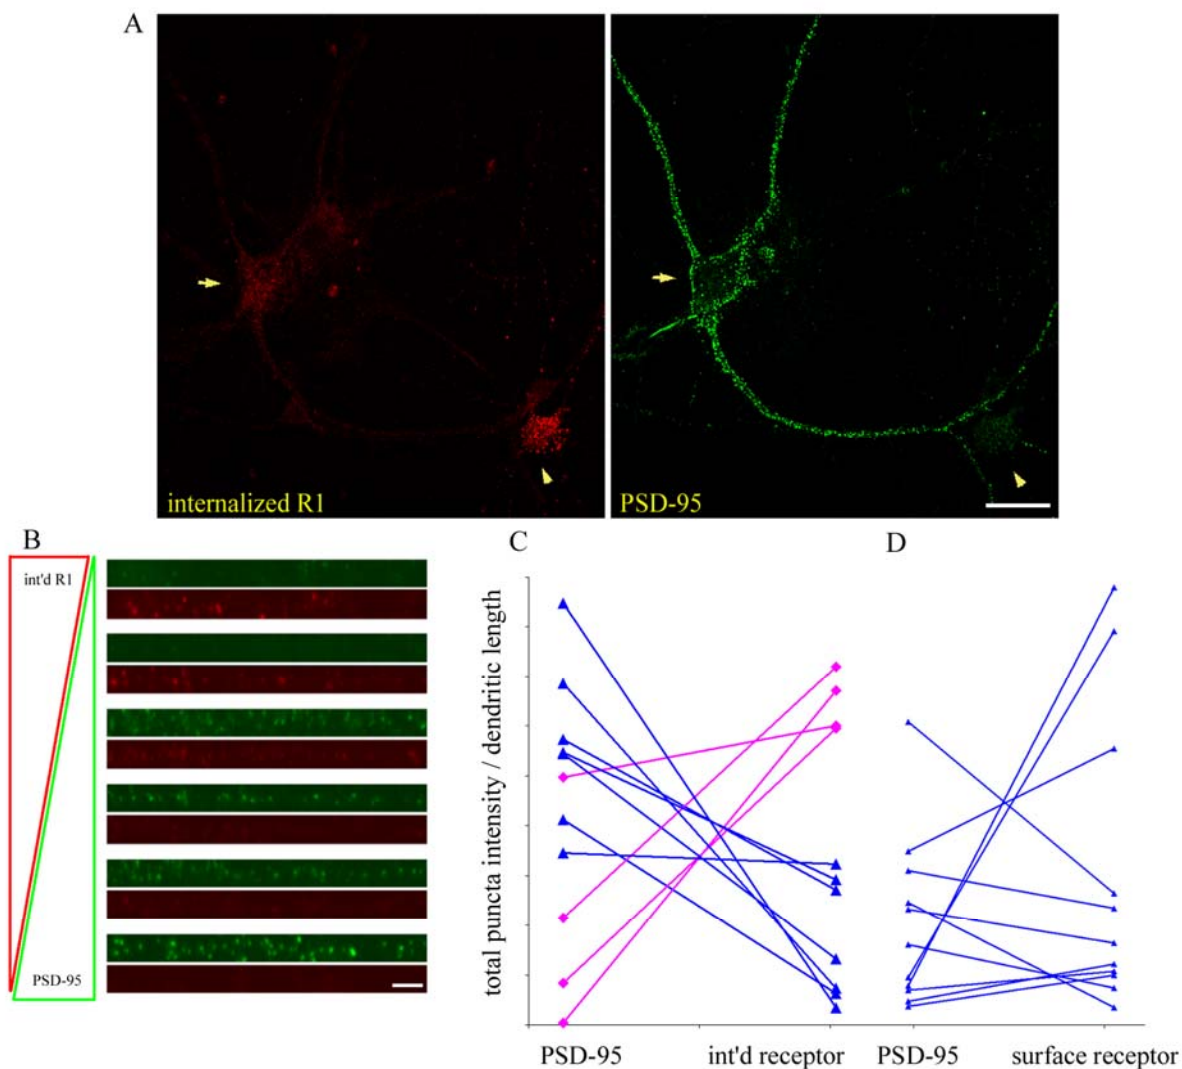 A
internalized R1
PSD-95
B
int'd R1
PSD-95
C
D
total puncta intensity / dendritic length
PSD-95
int'd receptor
PSD-95
surface receptor